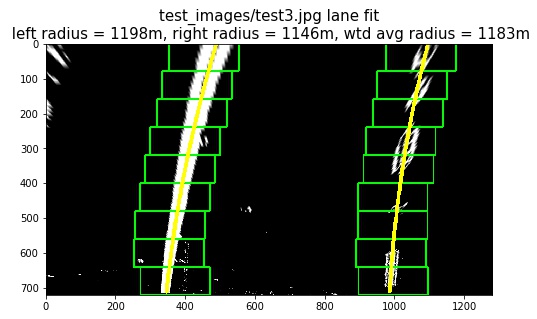 test_images/test3.jpg lane fit
left radius = 1198m, right radius = 1146m, wtd avg radius = 1183m
0
100
200
300
400
500
600
700
0 200 400 600 800 1000 1200